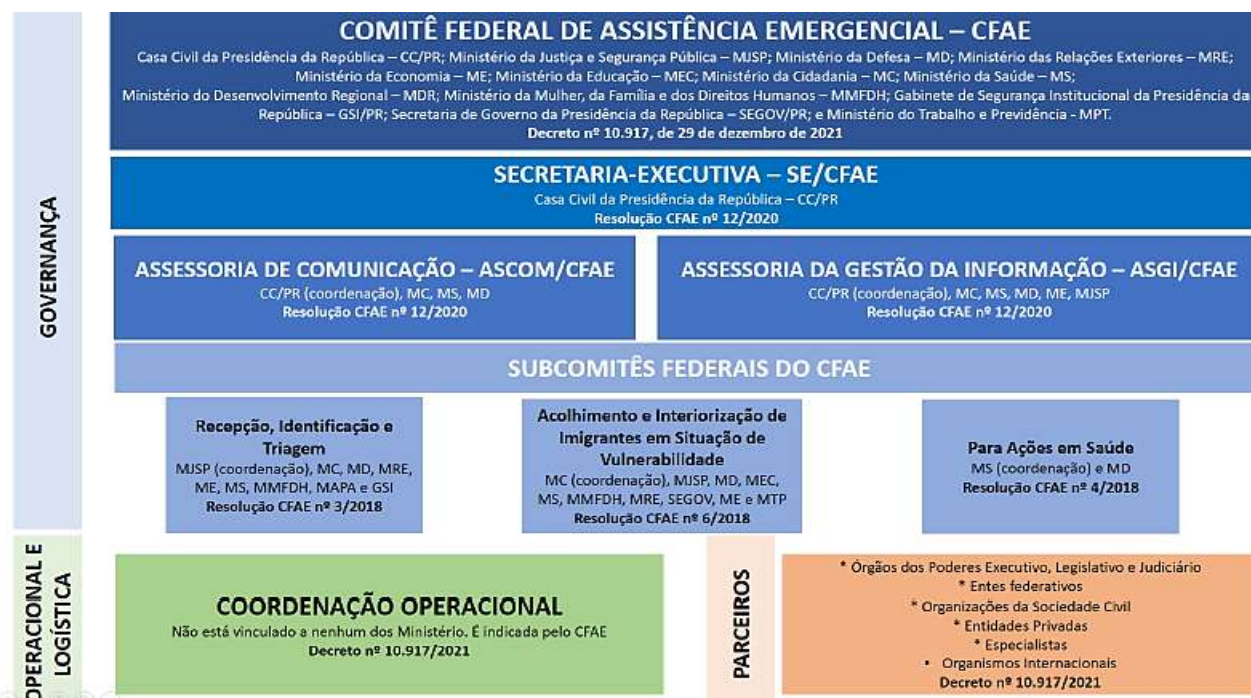 COMITÊ FEDERAL DE ASSISTÊNCIA EMERGENCIAL – CFAE
Casa Civil da Presidência da República – CC/PR; Ministério da Justiça e Segurança Pública – MJSP; Ministério da Defesa – MD; Ministério das Relações Exteriores – MRE;
Ministério da Economia – ME; Ministério da Educação – MEC; Ministério da Cidadania – MC; Ministério da Saúde – MS;
Ministério do Desenvolvimento Regional – MDR; Ministério da Mulher, da Família e dos Direitos Humanos – MMFDH; Gabinete de Segurança Institucional da Presidência da
República – GSI/PR; Secretaria de Governo da Presidência da República – SEGOV/PR; e Ministério do Trabalho e Previdência - MPT.
Decreto nº 10.917, de 29 de dezembro de 2021
GOVERNANÇA
SECRETARIA-EXECUTIVA – SE/CFAE
Casa Civil da Presidência da República – CC/PR
Resolução CFAE nº 12/2020
ASSESSORIA DE COMUNICAÇÃO – ASCOM/CFAE
CC/PR (coordenação), MC, MS, MD
Resolução CFAE nº 12/2020
ASSESSORIA DA GESTÃO DA INFORMAÇÃO – ASGI/CFAE
CC/PR (coordenação), MC, MS, MD, ME, MJSP
Resolução CFAE nº 12/2020
SUBCOMITÊS FEDERAIS DO CFAE
Recepção, Identificação e
Triagem
MJSP (coordenação), MC, MD, MRE,
ME, MS, MMFDH, MAPA e GSI
Resolução CFAE nº 3/2018
Acolhimento e Interiorização de
Imigrantes em Situação de
Vulnerabilidade
MC (coordenação), MJSP, MD, MEC,
MS, MMFDH, MRE, SEGOV, ME e MTP
Resolução CFAE nº 6/2018
Para Ações em Saúde
MS (coordenação) e MD
Resolução CFAE nº 4/2018
OPERACIONAL E
LOGÍSTICA
COORDENAÇÃO OPERACIONAL
Não está vinculado a nenhum dos Ministério. É indicada pelo CFAE
Decreto nº 10.917/2021
PARCEIROS
* Órgãos dos Poderes Executivo, Legislativo e Judiciário
* Entes federativos
* Organizações da Sociedade Civil
* Entidades Privadas
* Especialistas
• Organismos Internacionais
Decreto nº 10.917/2021